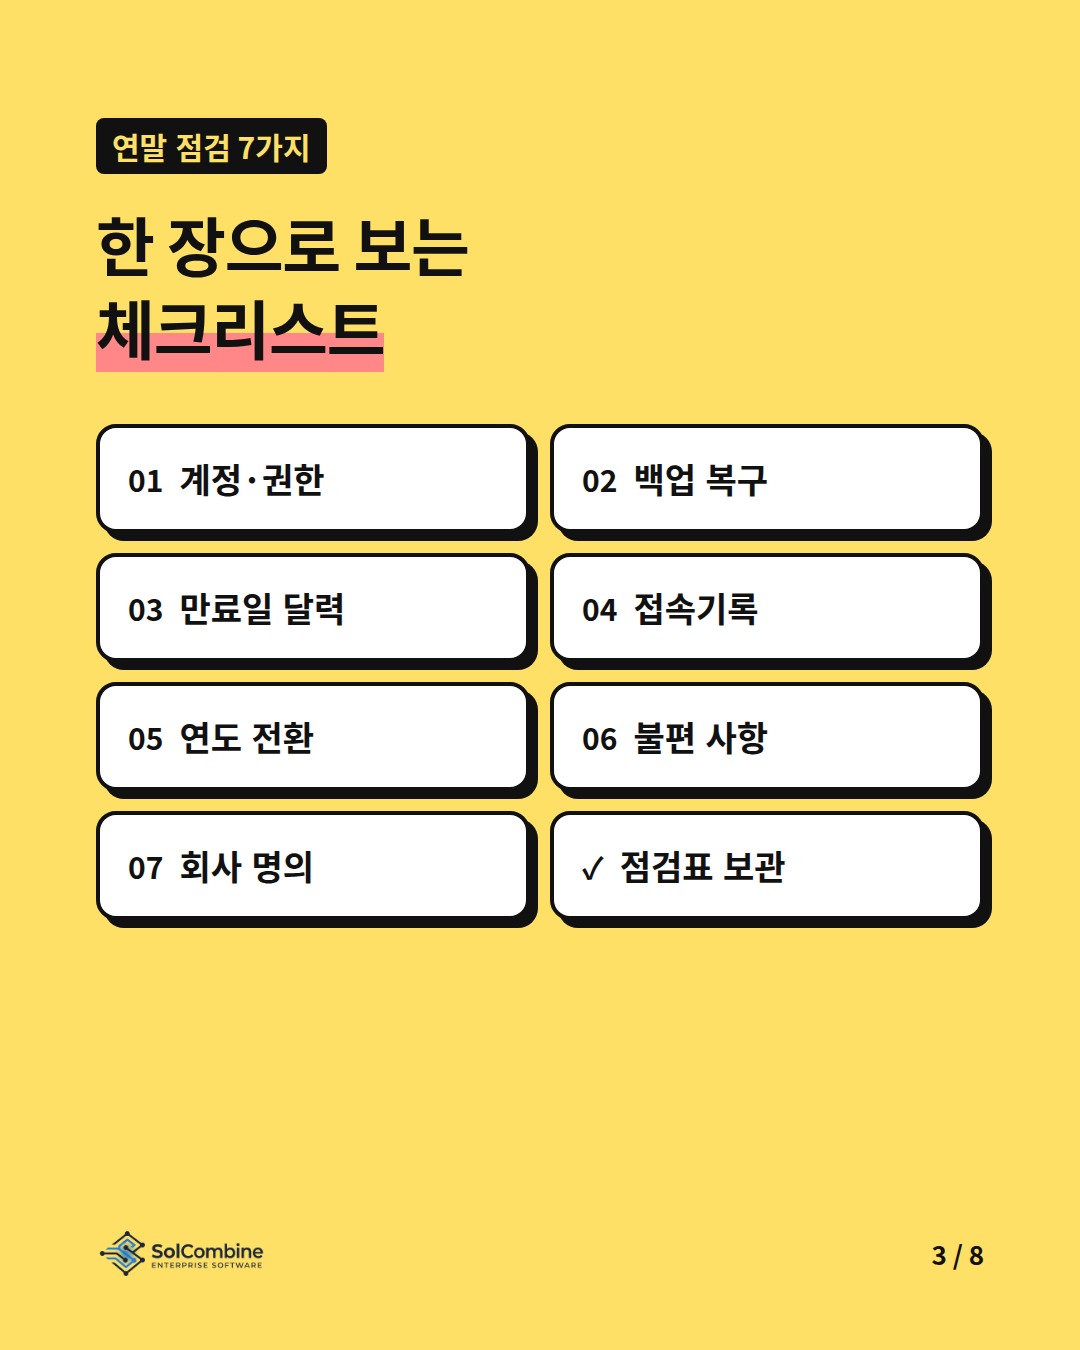 연말 점검 7가지
한 장으로 보는
체크리스트
01 계정·권한
02 백업 복구
03 만료일 달력
04 접속기록
05 연도 전환
06 불편 사항
07 회사 명의
✓ 점검표 보관
SolCombine
ENTERPRISE SOFTWARE
3 / 8